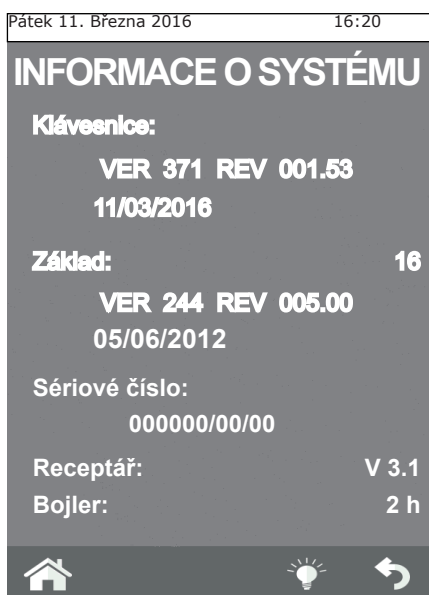 Pátek 11. Března 2016 16:20
INFORMACE O SYSTÉMU
Klávesnice:
VER 371 REV 001.53
11/03/2016
Základ: 16
VER 244 REV 005.00
05/06/2012
Sériové číslo:
000000/00/00
Receptář: V 3.1
Bojler: 2 h